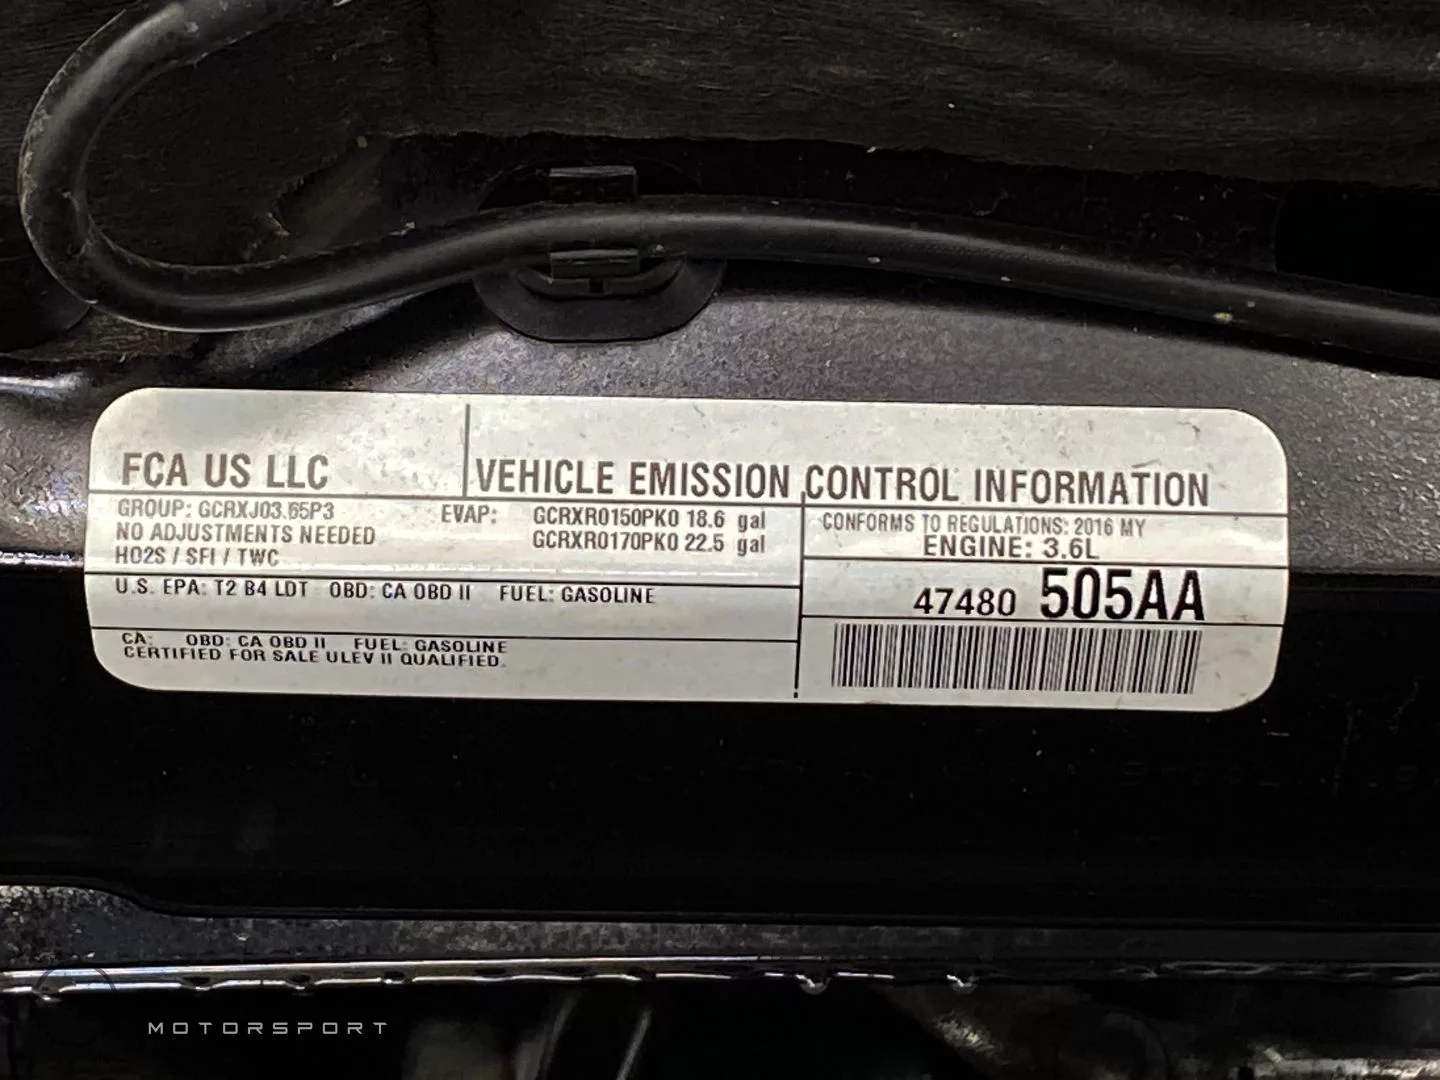 FCA US LLC
VEHICLE EMISSION CONTROL INFORMATION
GROUP: GCRXJ03.65P3
NO ADJUSTMENTS NEEDED
HO2S / SFI / TWC
EVAP: GCRXR0150PK0 18.6 gal
GCRXR0170PK0 22.5 gal
CONFORMS TO REGULATIONS: 2016 MY
ENGINE: 3.6L
U.S. EPA: T2 B4 LDT OBD: CA OBD II FUEL: GASOLINE
47480 505AA
CA: OBD: CA OBD II FUEL: GASOLINE
CERTIFIED FOR SALE ULEV II QUALIFIED.
MOTORSPORT